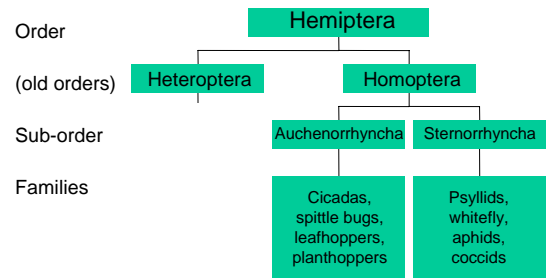 Order
Hemiptera
(old orders)
Heteroptera
Homoptera
Sub-order
Auchenorrhyncha
Sternorrhyncha
Families
Cicadas,
spittle bugs,
leafhoppers,
planthoppers
Psyllids,
whitefly,
aphids,
coccids